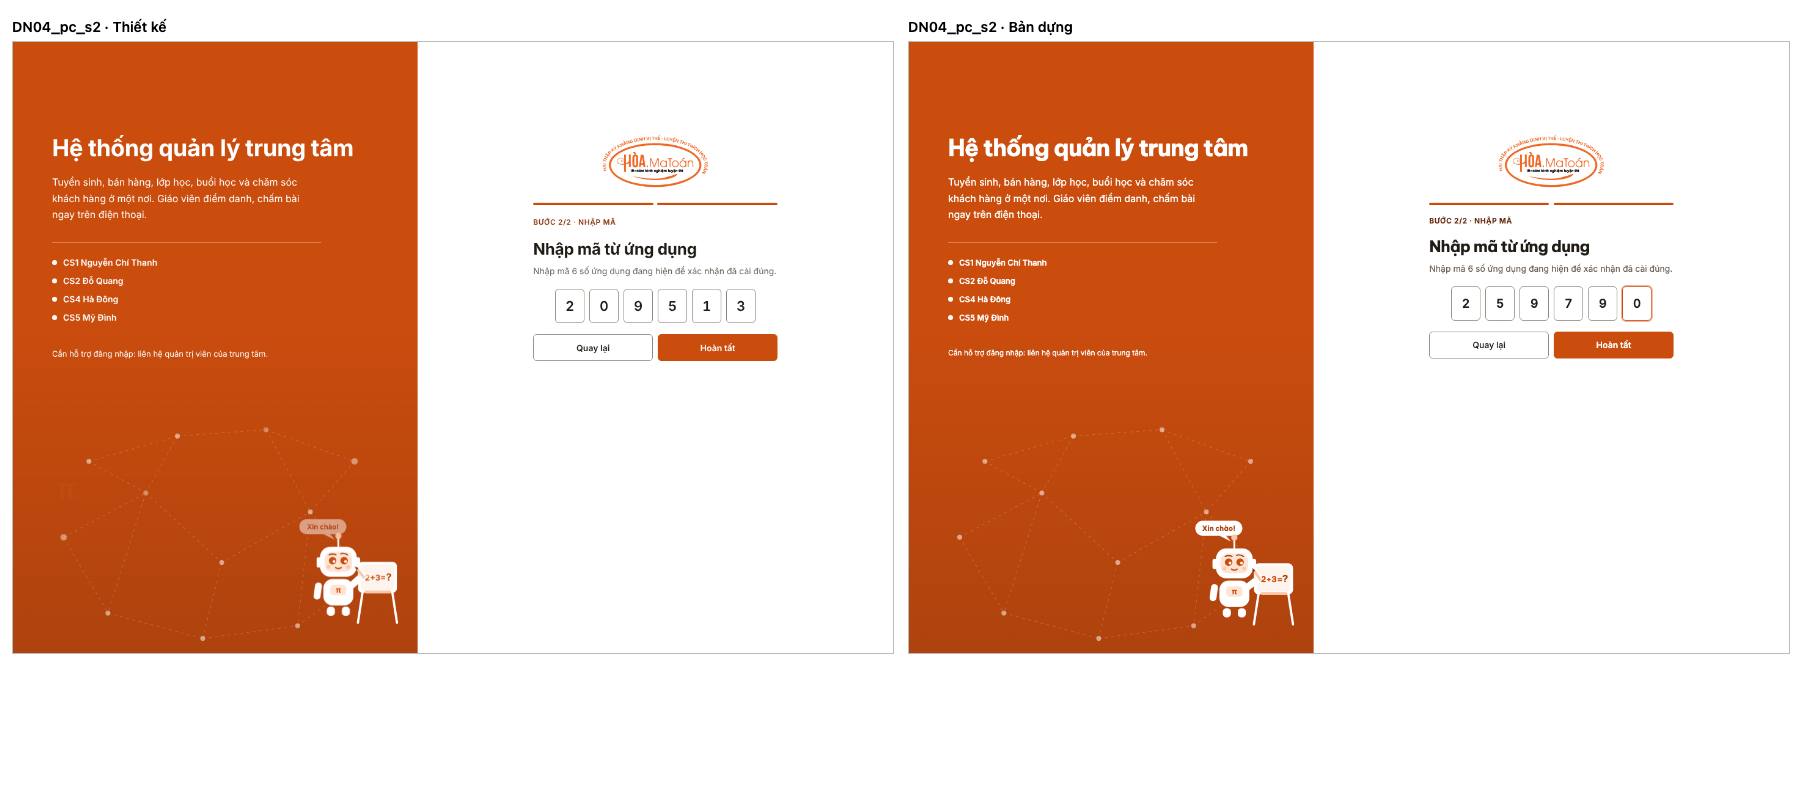 DN04_pc_s2 · Thiết kế
Hệ thống quản lý trung tâm
Tuyển sinh, bán hàng, lớp học, buổi học và chăm sóc
khách hàng ở một nơi. Giáo viên điểm danh, chấm bài
ngay trên điện thoại.
CS1 Nguyễn Chí Thanh
CS2 Đỗ Quang
CS4 Hà Đông
CS5 Mỹ Đình
Cần hỗ trợ đăng nhập: liên hệ quản trị viên của trung tâm.
π
Xin chào!
2+3=?
π
HÒA.MaToán
BƯỚC 2/2 · NHẬP MÃ
Nhập mã từ ứng dụng
Nhập mã 6 số ứng dụng đang hiện để xác nhận đã cài đúng.
2 0 9 5 1 3
Quay lại Hoàn tất
DN04_pc_s2 · Bản dựng
Hệ thống quản lý trung tâm
Tuyển sinh, bán hàng, lớp học, buổi học và chăm sóc
khách hàng ở một nơi. Giáo viên điểm danh, chấm bài
ngay trên điện thoại.
CS1 Nguyễn Chí Thanh
CS2 Đỗ Quang
CS4 Hà Đông
CS5 Mỹ Đình
Cần hỗ trợ đăng nhập: liên hệ quản trị viên của trung tâm.
Xin chào!
2+3=?
π
HÒA.MaToán
BƯỚC 2/2 · NHẬP MÃ
Nhập mã từ ứng dụng
Nhập mã 6 số ứng dụng đang hiện để xác nhận đã cài đúng.
2 5 9 7 9 0
Quay lại Hoàn tất